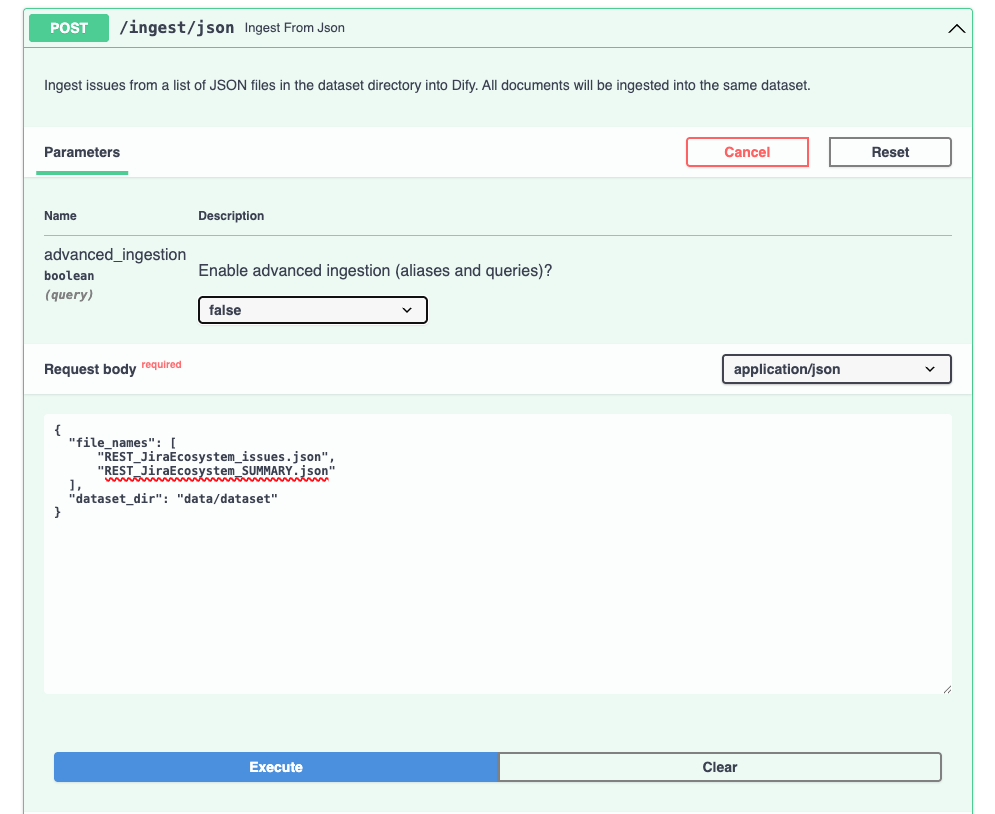 POST /ingest/json Ingest From Json
Ingest issues from a list of JSON files in the dataset directory into Dify. All documents will be ingested into the same dataset.
Parameters
Cancel
Reset
Name Description
advanced_ingestion
boolean
(query)
Enable advanced ingestion (aliases and queries)?
false
Request body required
application/json
{
  "file_names": [
      "REST_JiraEcosystem_issues.json",
      "REST_JiraEcosystem_SUMMARY.json"
  ],
  "dataset_dir": "data/dataset"
}
Execute
Clear